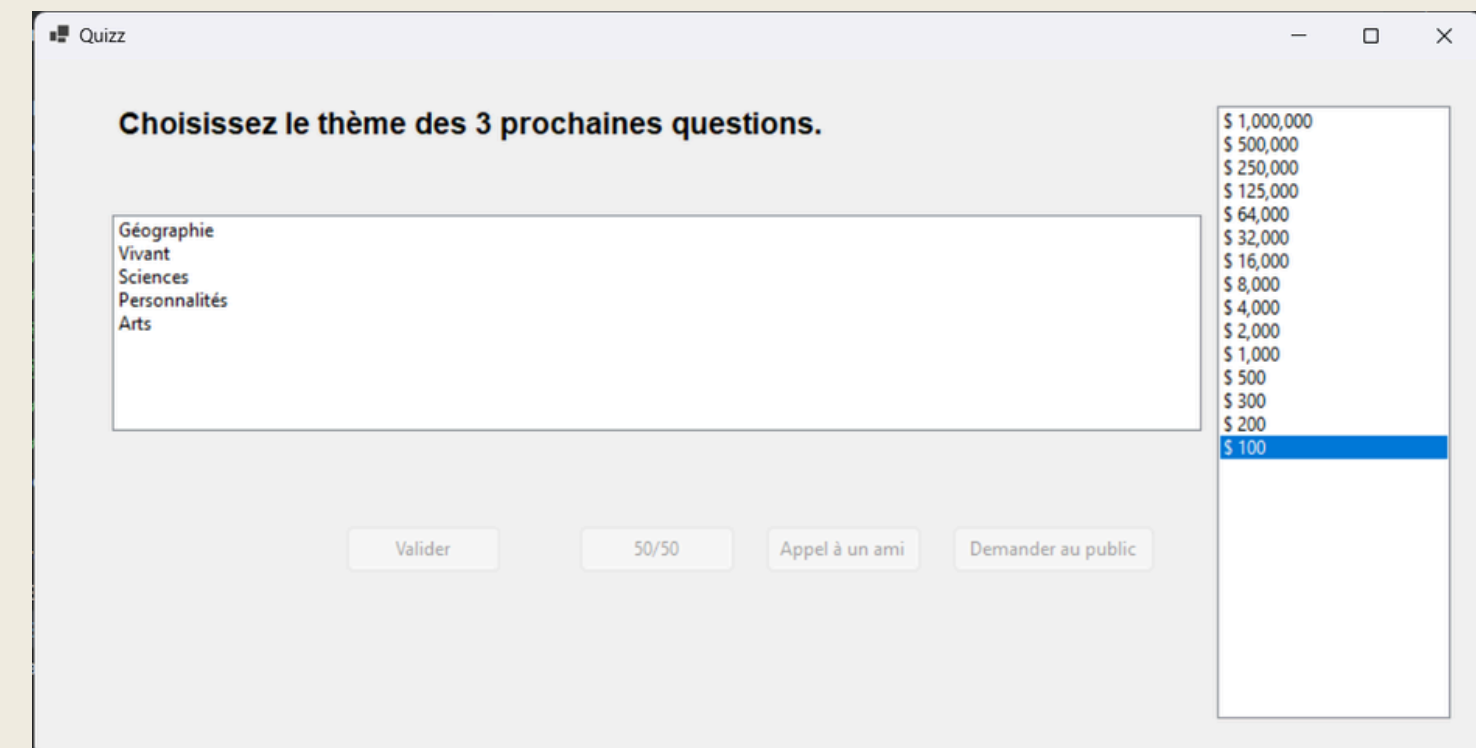 Quizz
Choisissez le thème des 3 prochaines questions.
Géographie
Vivant
Sciences
Personnalités
Arts
$ 1,000,000
$ 500,000
$ 250,000
$ 125,000
$ 64,000
$ 32,000
$ 16,000
$ 8,000
$ 4,000
$ 2,000
$ 1,000
$ 500
$ 300
$ 200
$ 100
Valider
50/50
Appel à un ami
Demander au public